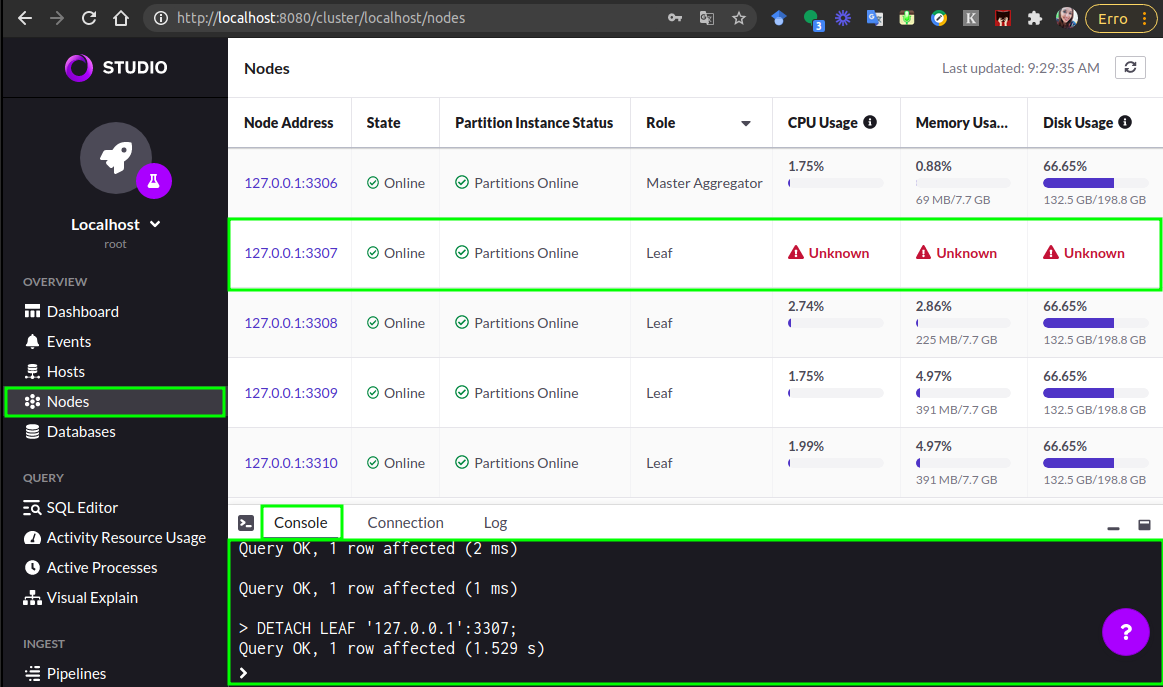 http://localhost:8080/cluster/localhost/nodes
3
K
Erro
STUDIO
Localhost
root
OVERVIEW
Dashboard
Events
Hosts
Nodes
Databases
QUERY
SQL Editor
Activity Resource Usage
Active Processes
Visual Explain
INGEST
Pipelines
Nodes
Last updated: 9:29:35 AM
Node Address State Partition Instance Status Role CPU Usage Memory Usa... Disk Usage
127.0.0.1:3306 Online Partitions Online Master Aggregator 1.75% 0.88% 66.65%
69 MB/7.7 GB 132.5 GB/198.8 GB
127.0.0.1:3307 Online Partitions Online Leaf Unknown Unknown Unknown
127.0.0.1:3308 Online Partitions Online Leaf 2.74% 2.86% 66.65%
225 MB/7.7 GB 132.5 GB/198.8 GB
127.0.0.1:3309 Online Partitions Online Leaf 1.75% 4.97% 66.65%
391 MB/7.7 GB 132.5 GB/198.8 GB
127.0.0.1:3310 Online Partitions Online Leaf 1.99% 4.97% 66.65%
391 MB/7.7 GB 132.5 GB/198.8 GB
Console Connection Log
Query OK, 1 row affected (2 ms)
Query OK, 1 row affected (1 ms)
> DETACH LEAF '127.0.0.1':3307;
Query OK, 1 row affected (1.529 s)
>
?